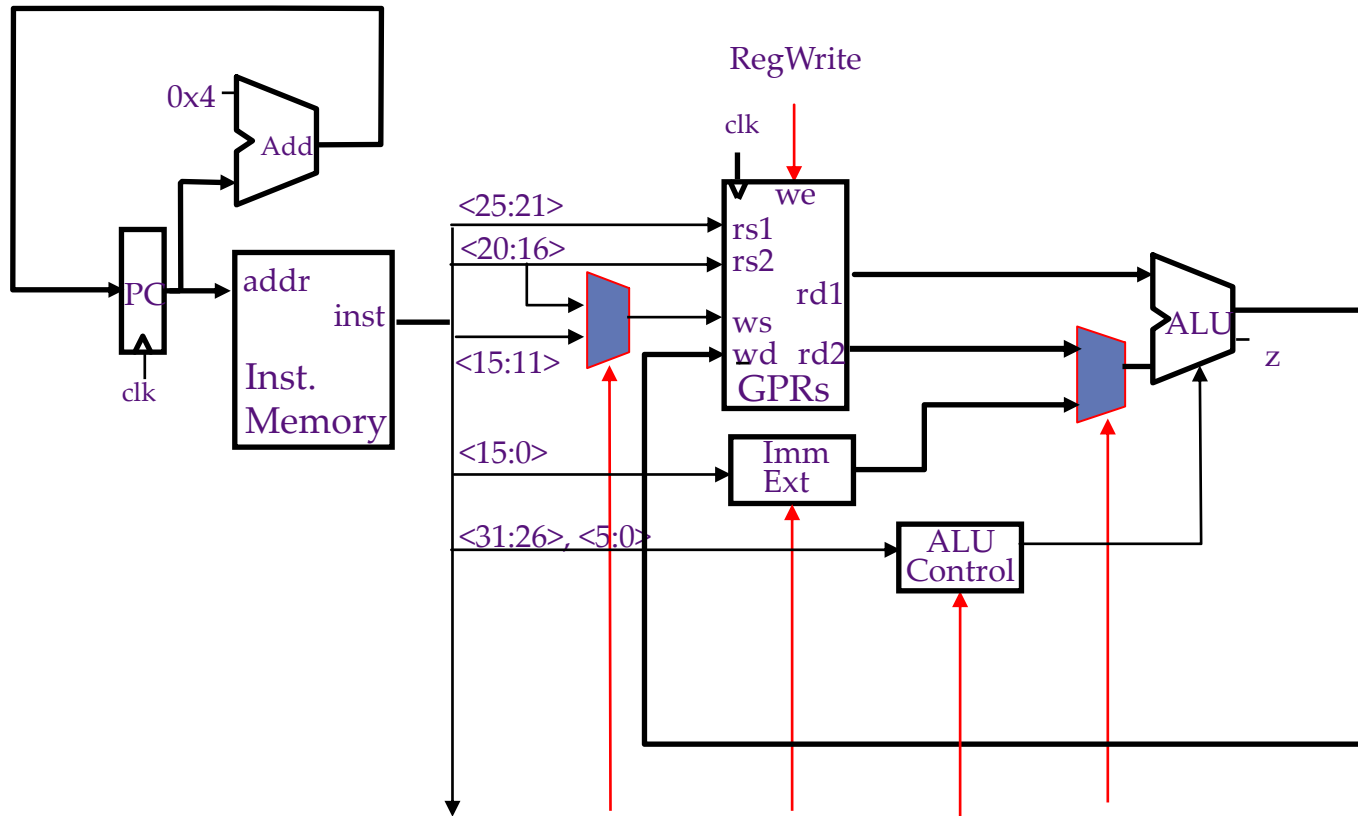 RegWrite
0x4
Add
clk
we
<25:21>
rs1
<20:16>
rs2
PC
addr
rd1
inst
ws
ALU
<15:11>
wd
rd2
z
clk
Inst.
Memory
GPRs
<15:0>
Imm
Ext
<31:26>, <5:0>
ALU
Control